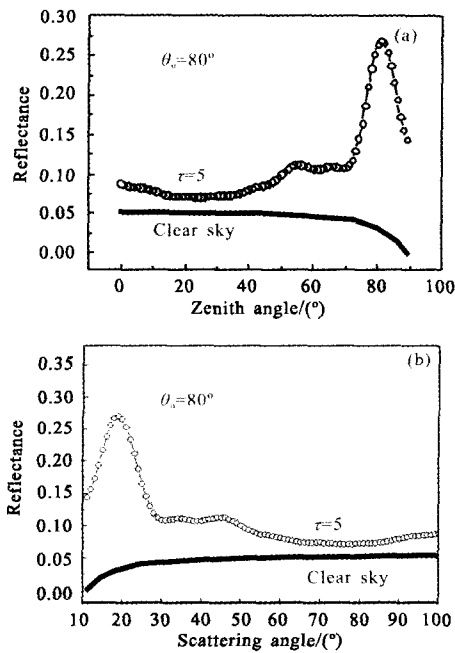 (a)
θ₀=80°
0.30
0.25
0.20
0.15
0.10
0.05
0.00
Reflectance
τ=5
Clear sky
0 20 40 60 80 100
Zenith angle/(°)
(b)
θ₀=80°
0.35
0.30
0.25
0.20
0.15
0.10
0.05
0.00
Reflectance
τ=5
Clear sky
10 20 30 40 50 60 70 80 90 100
Scattering angle/(°)